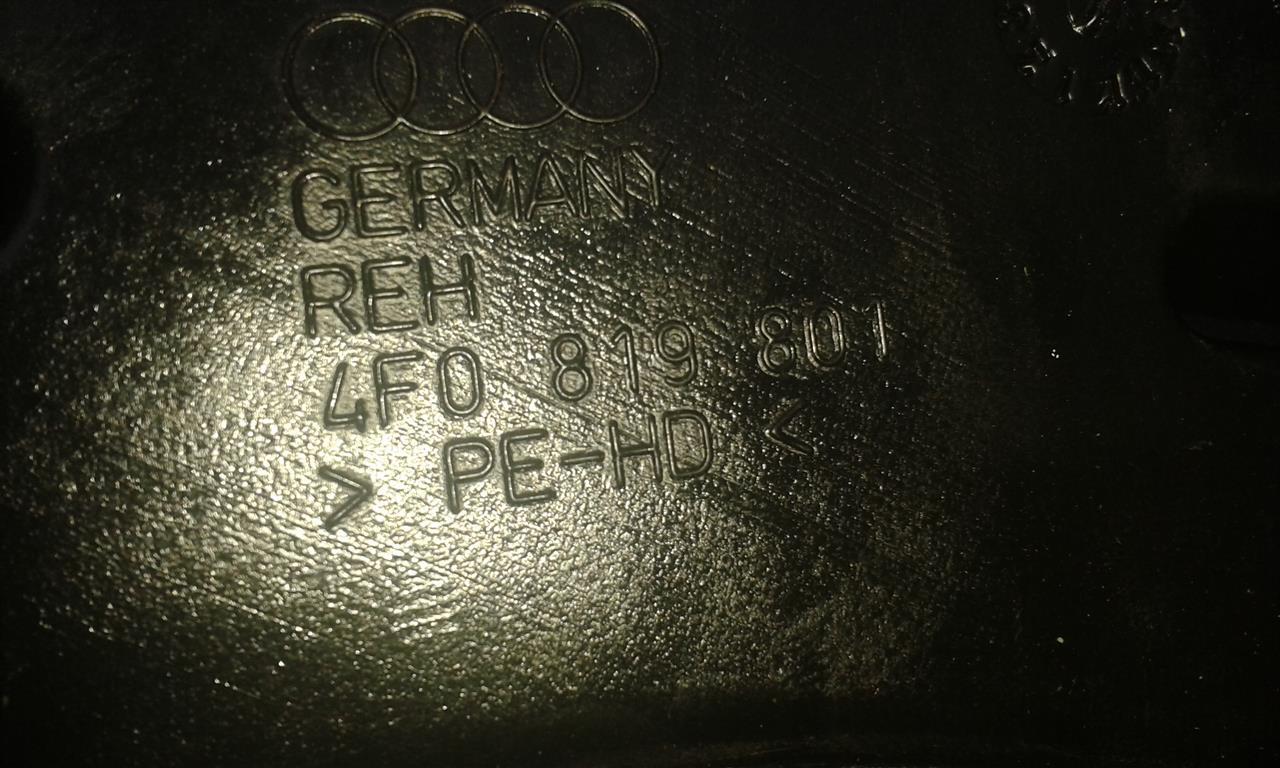 GERMANY
REH
4F0 819 801
> PE-HD <